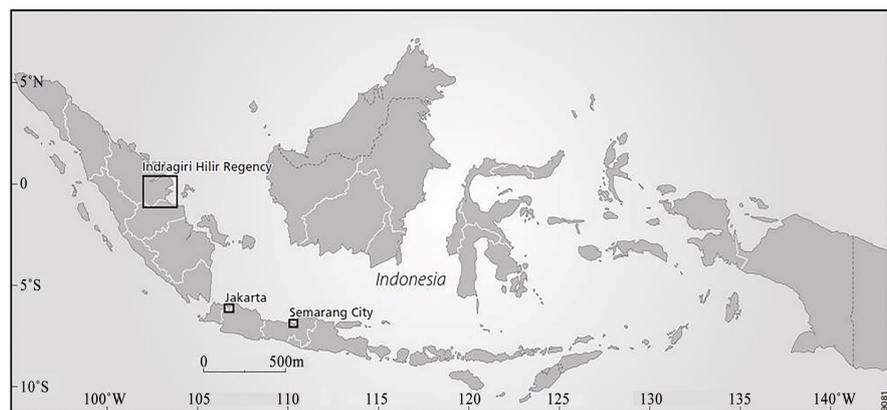 5˚N
Indragiri Hilir Regency
0
Indonesia
5˚S
Jakarta
Semarang City
0 500m
10˚S
100˚W 105 110 115 120 125 130 135 140˚W